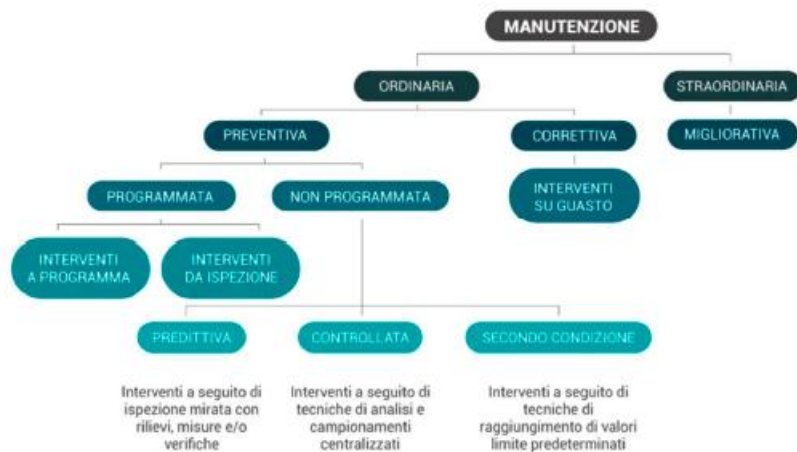 MANUTENZIONE
ORDINARIA
STRAORDINARIA
PREVENTIVA
CORRETTIVA
MIGLIORATIVA
PROGRAMMATA
NON PROGRAMMATA
INTERVENTI
SU GUASTO
INTERVENTI
A PROGRAMMA
INTERVENTI
DA ISPEZIONE
PREDITTIVA
CONTROLLATA
SECONDO CONDIZIONE
Interventi a seguito di
ispezione mirata con
rilievi, misure e/o
verifiche
Interventi a seguito di
tecniche di analisi e
campionamenti
centralizzati
Interventi a seguito di
tecniche di
raggiungimento di valori
limite predeterminati